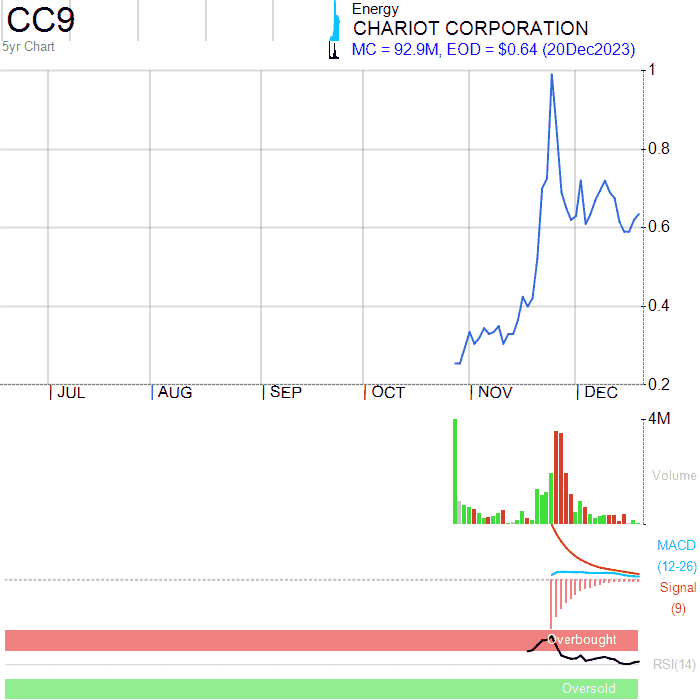 CC9
5yr Chart
Energy
CHARIOT CORPORATION
MC = 92.9M, EOD = $0.64 (20Dec2023)
1
0.8
0.6
0.4
0.2
JUL AUG SEP OCT NOV DEC
4M
Volume
MACD
(12-26)
Signal
(9)
Overbought
RSI(14)
Oversold